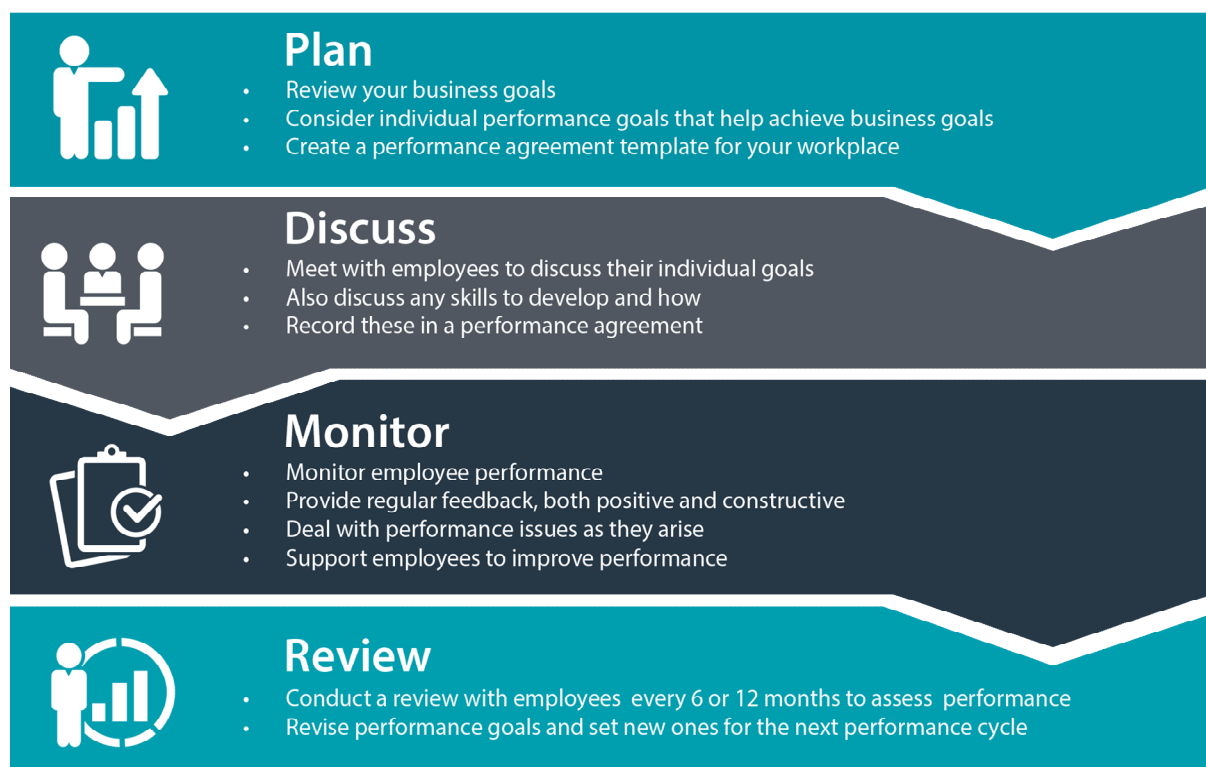 Plan
• Review your business goals
• Consider individual performance goals that help achieve business goals
• Create a performance agreement template for your workplace
Discuss
• Meet with employees to discuss their individual goals
• Also discuss any skills to develop and how
• Record these in a performance agreement
Monitor
• Monitor employee performance
• Provide regular feedback, both positive and constructive
• Deal with performance issues as they arise
• Support employees to improve performance
Review
• Conduct a review with employees every 6 or 12 months to assess performance
• Revise performance goals and set new ones for the next performance cycle